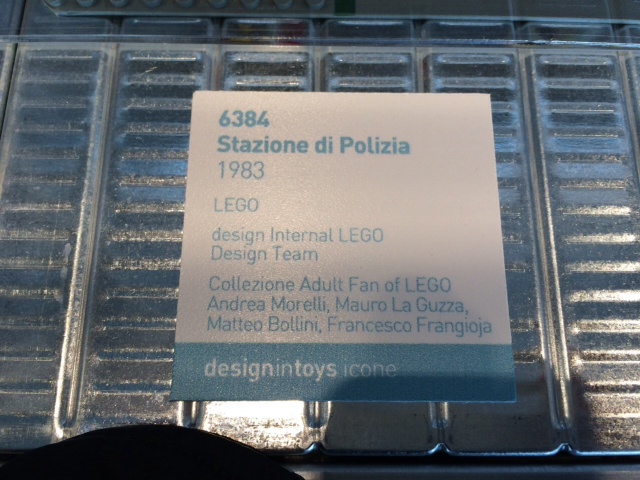 6384
Stazione di Polizia
1983
LEGO
design Internal LEGO
Design Team
Collezione Adult Fan of LEGO
Andrea Morelli, Mauro La Guzza,
Matteo Bollini, Francesco Frangioja
designintoys icone